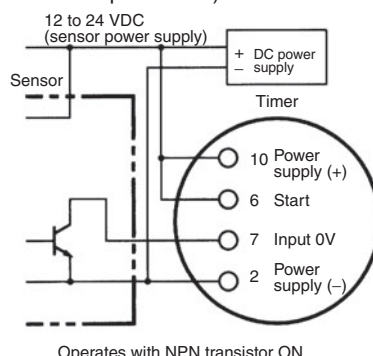 12 to 24 VDC
(sensor power supply)
+ DC power
− supply
Sensor
Timer
10 Power
supply (+)
6 Start
7 Input 0V
2 Power
supply (−)
Operates with NPN transistor ON